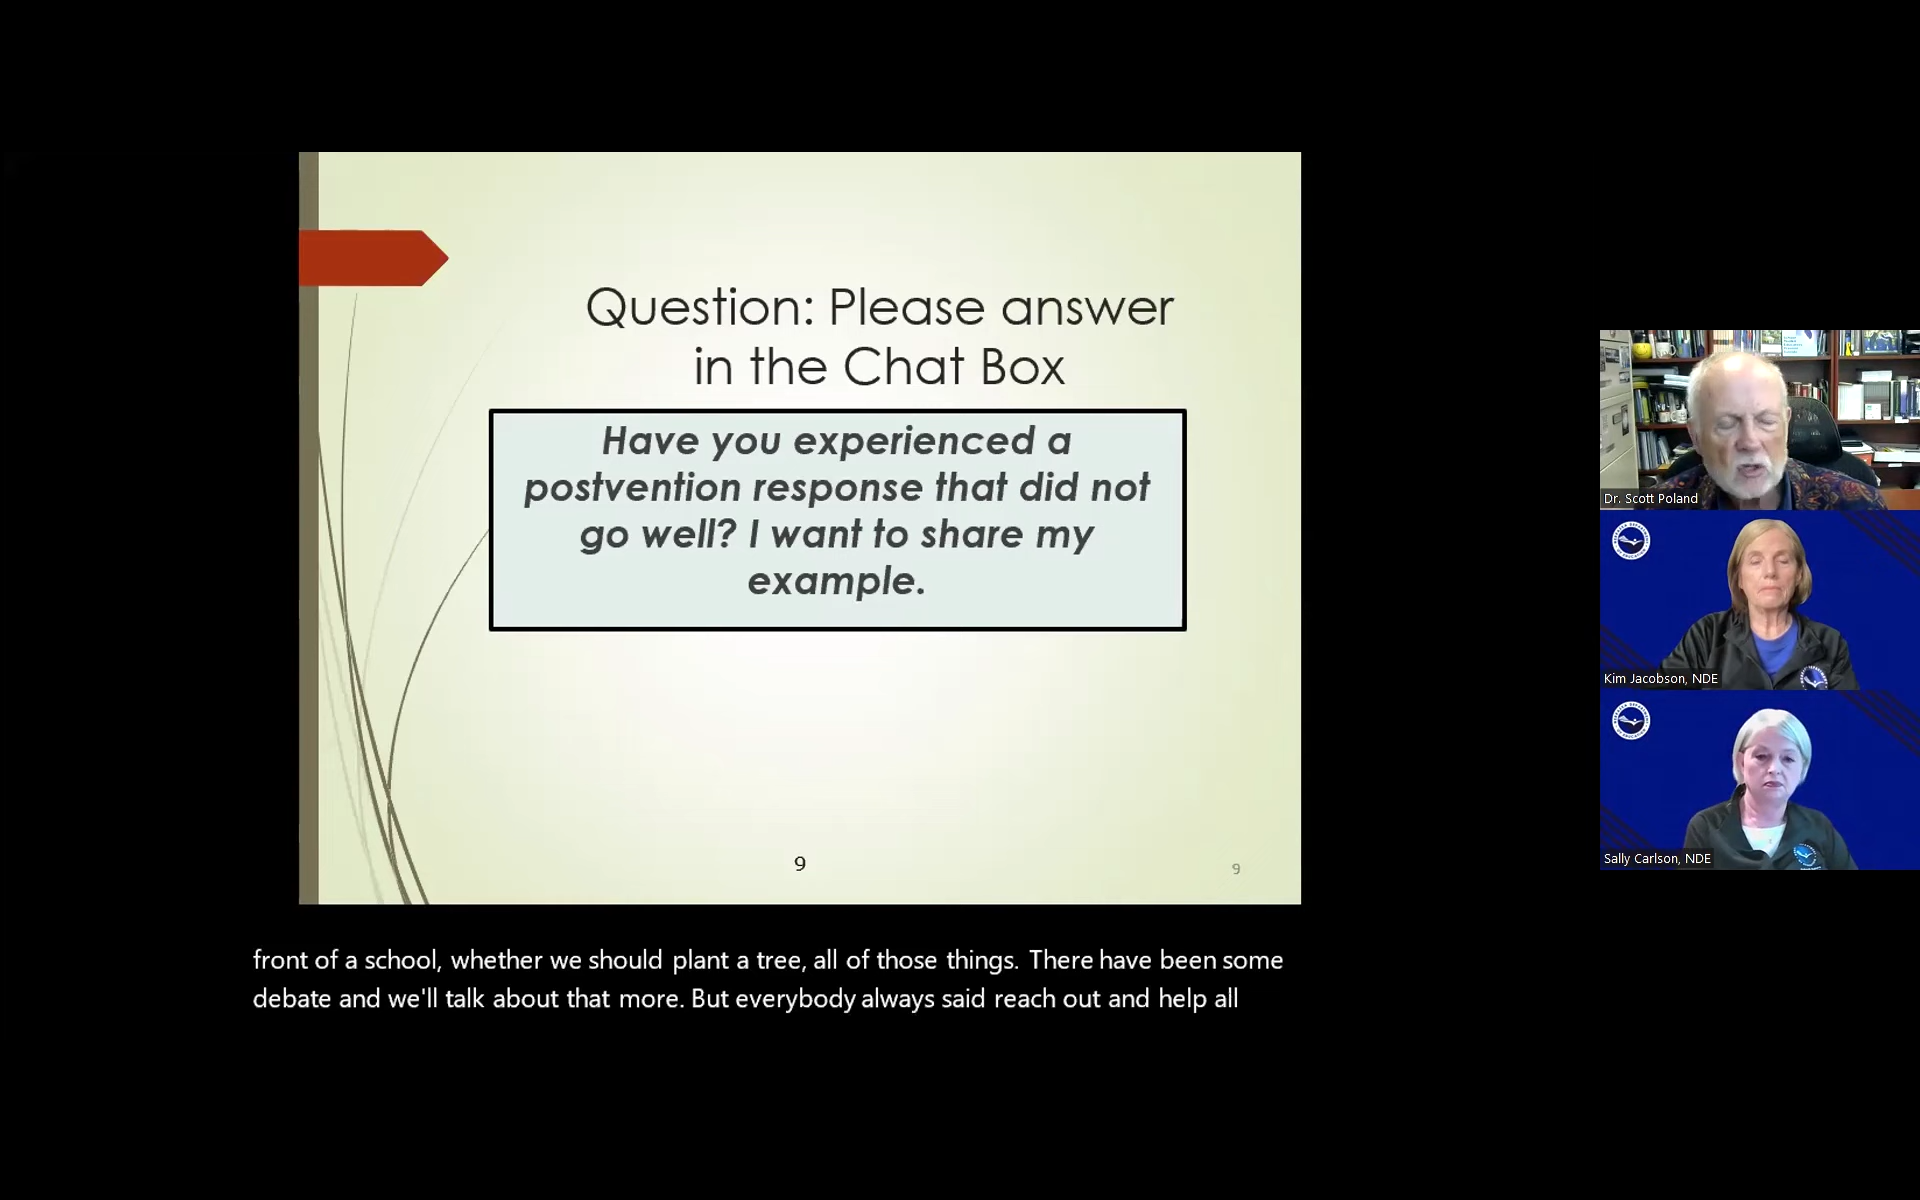 Question: Please answer
in the Chat Box
Have you experienced a
postvention response that did not
go well? I want to share my
example.
9
9
Dr. Scott Poland
Kim Jacobson, NDE
Sally Carlson, NDE
front of a school, whether we should plant a tree, all of those things. There have been some
debate and we'll talk about that more. But everybody always said reach out and help all